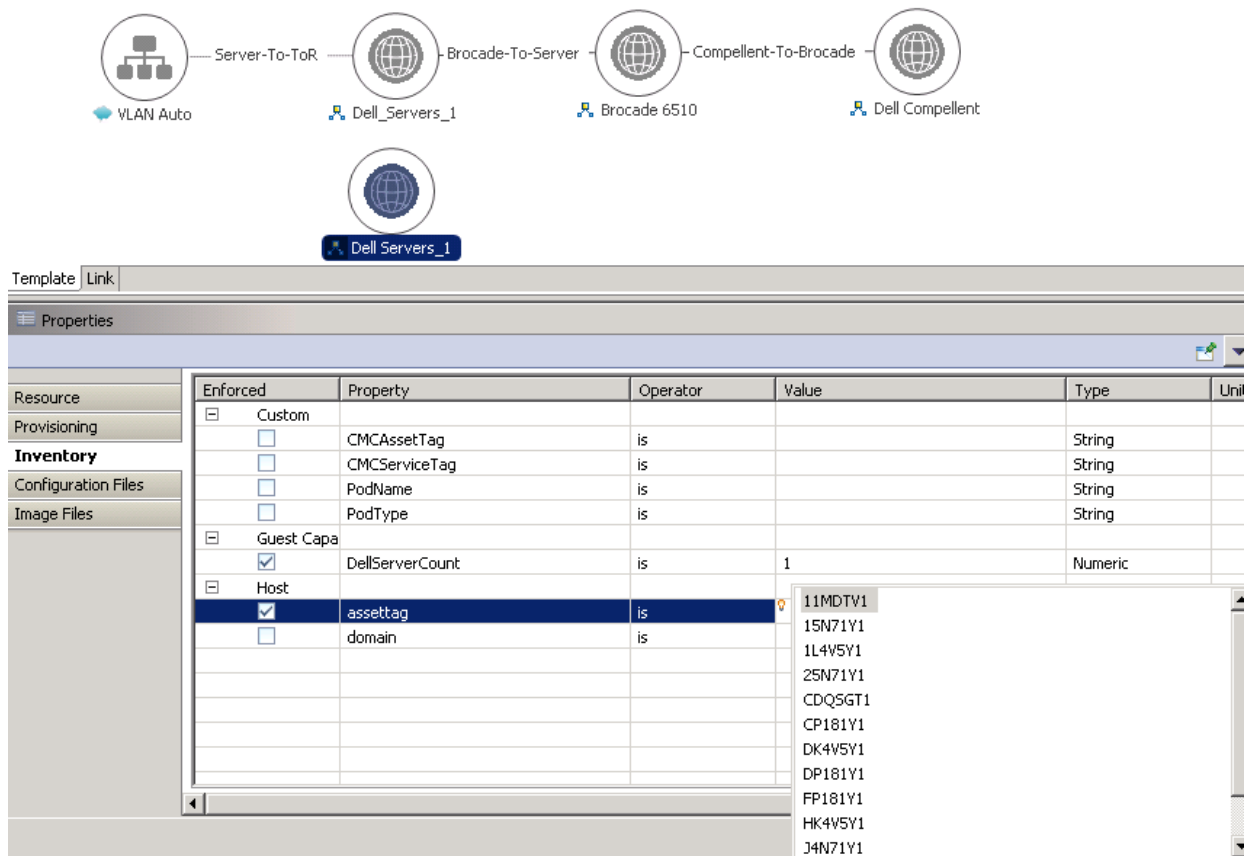 Server-To-ToR
Brocade-To-Server
Compellent-To-Brocade
VLAN Auto
Dell_Servers_1
Brocade 6510
Dell Compellent
Dell Servers_1
Template Link
Properties
Resource
Provisioning
Inventory
Configuration Files
Image Files
Enforced Property Operator Value Type Unit
Custom
CMCAssetTag is String
CMCServiceTag is String
PodName is String
PodType is String
Guest Capa
DellServerCount is 1 Numeric
Host
assettag is
domain is
11MDTV1
15N71Y1
1L4V5Y1
25N71Y1
CDQSGT1
CP181Y1
DK4V5Y1
DP181Y1
FP181Y1
HK4V5Y1
J4N71Y1